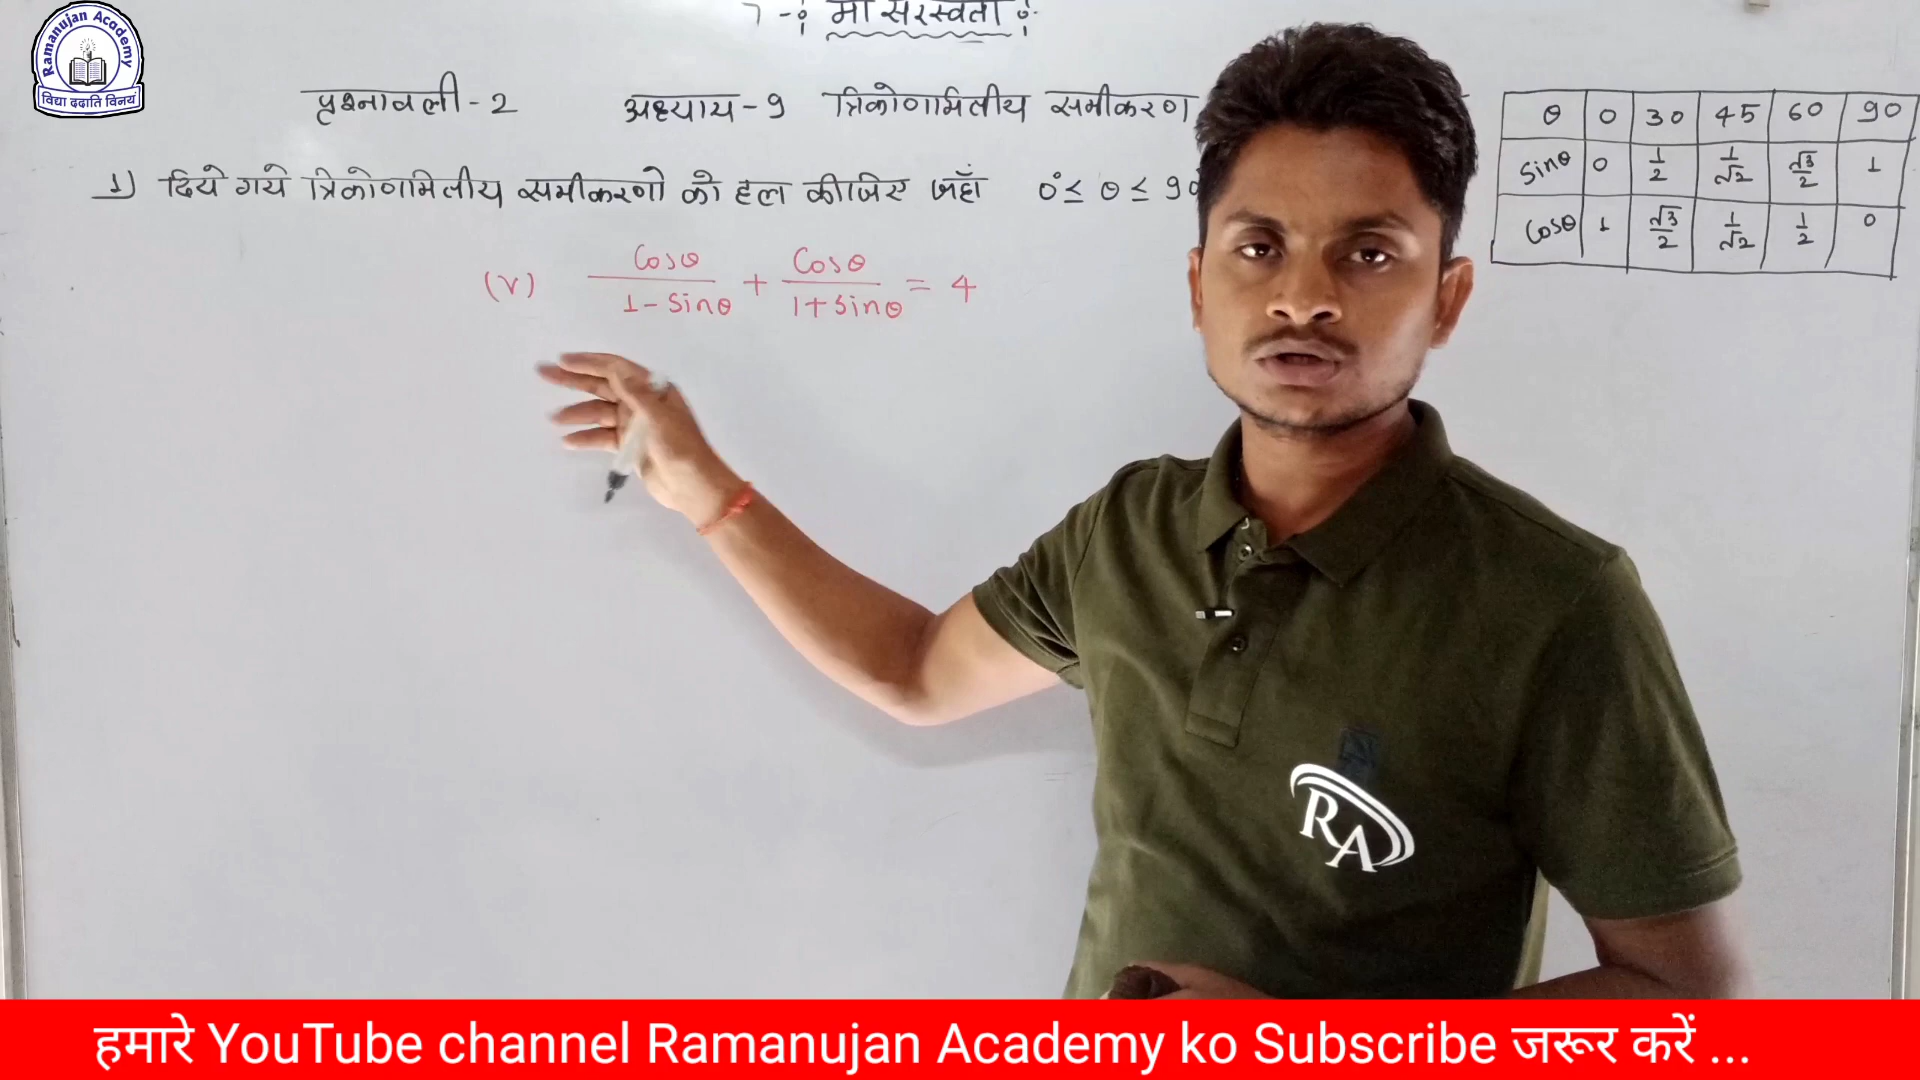 Ramanujan Academy
विद्या ददाति विनयं
माँ सरस्वती
प्रश्नावली - 2 अध्याय - 9 त्रिकोणमितीय समीकरण
1) दिये गये त्रिकोणमितीय समीकरणो को हल कीजिए जहाँ 0° ≤ θ ≤ 90
(v) Cosθ/(1 - Sinθ) + Cosθ/(1 + Sinθ) = 4
θ 0 30 45 60 90
Sinθ 0 1/2 1/√2 √3/2 1
Cosθ 1 √3/2 1/√2 1/2 0
RA
हमारे YouTube channel Ramanujan Academy ko Subscribe जरूर करें ...